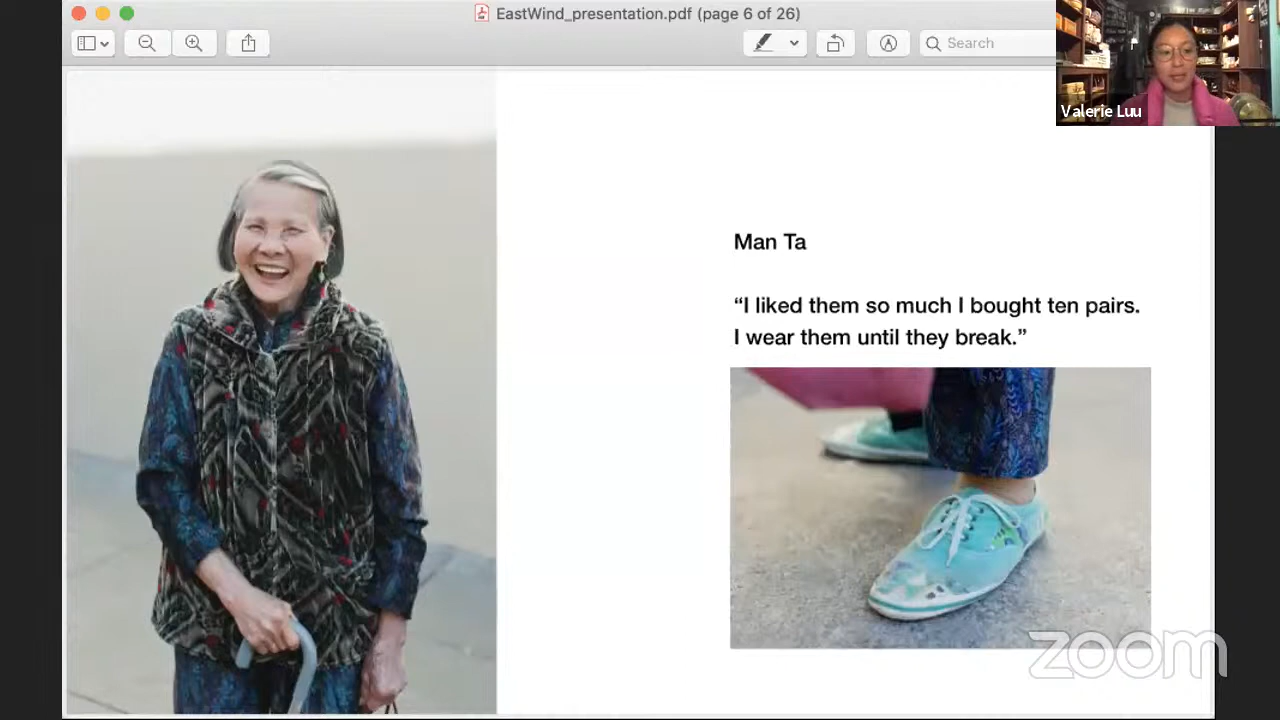 EastWind_presentation.pdf (page 6 of 26)
Search
Valerie Luu
Man Ta
“I liked them so much I bought ten pairs.
I wear them until they break.”
zoom